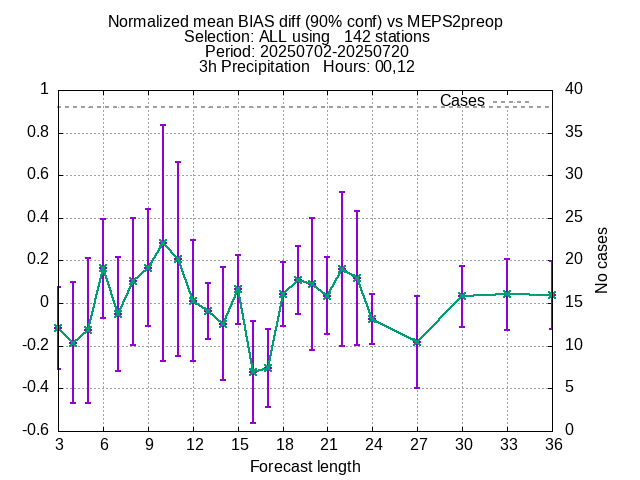 Normalized mean BIAS diff (90% conf) vs MEPS2preop
Selection: ALL using   142 stations
Period: 20250702-20250720
3h Precipitation   Hours: 00,12
1
0.8
0.6
0.4
0.2
0
-0.2
-0.4
-0.6
Cases
40
35
30
25
20
15
10
5
0
No cases
3 6 9 12 15 18 21 24 27 30 33 36
Forecast length